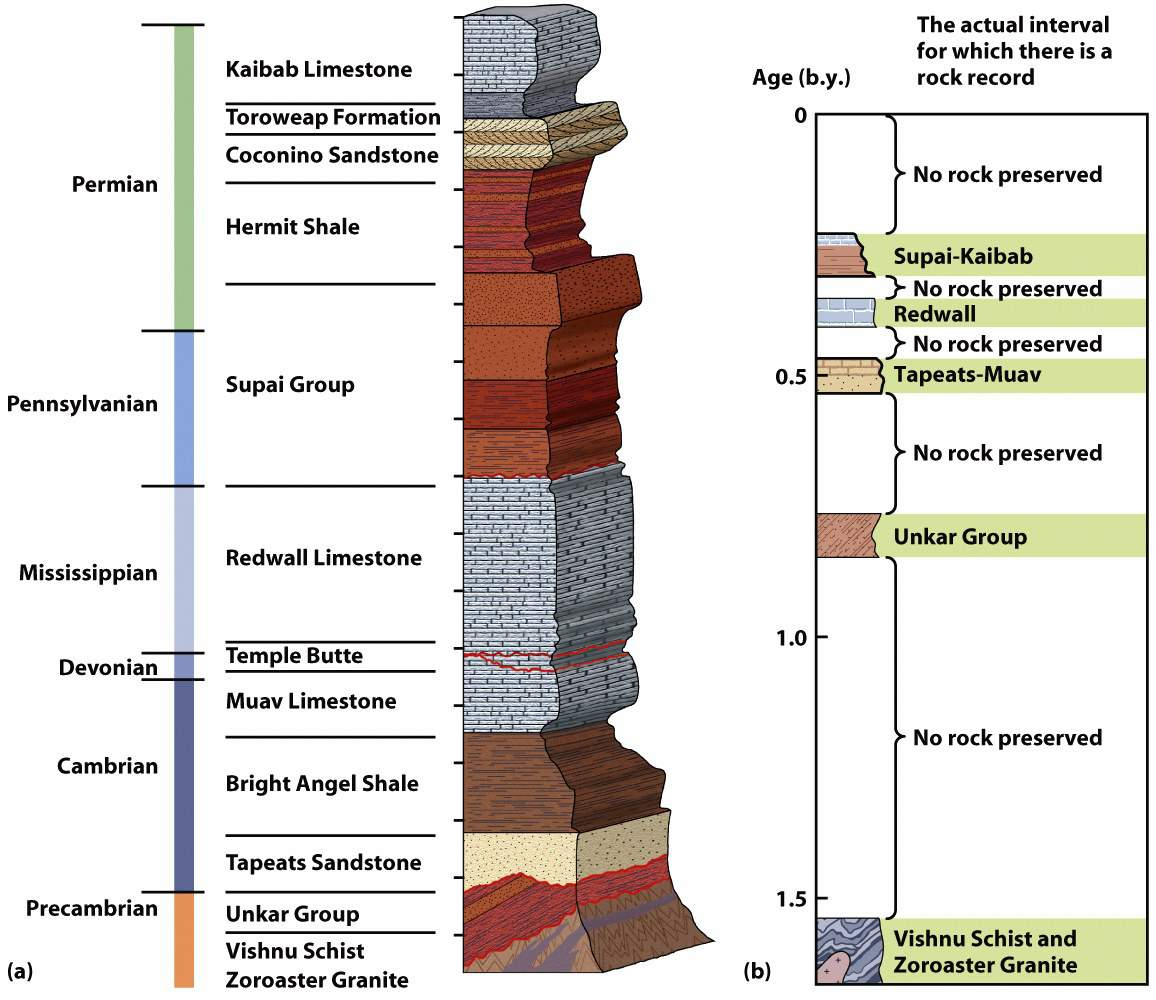 Permian
Pennsylvanian
Mississippian
Devonian
Cambrian
Precambrian
Kaibab Limestone
Toroweap Formation
Coconino Sandstone
Hermit Shale
Supai Group
Redwall Limestone
Temple Butte
Muav Limestone
Bright Angel Shale
Tapeats Sandstone
Unkar Group
Vishnu Schist
Zoroaster Granite
(a)
The actual interval
for which there is a
rock record
Age (b.y.)
0
No rock preserved
Supai-Kaibab
No rock preserved
Redwall
No rock preserved
0.5
Tapeats-Muav
No rock preserved
Unkar Group
1.0
No rock preserved
1.5
Vishnu Schist and
Zoroaster Granite
(b)